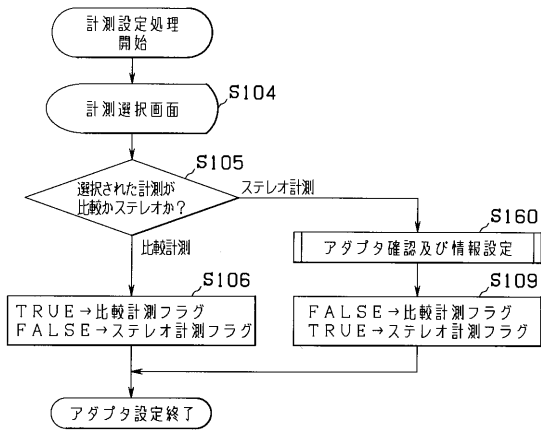 計測設定処理
開始
計測選択画面
S104
選択された計測が
比較かステレオか？
S105
ステレオ計測
比較計測
アダプタ確認及び情報設定
S160
TRUE→比較計測フラグ
FALSE→ステレオ計測フラグ
S106
FALSE→比較計測フラグ
TRUE→ステレオ計測フラグ
S109
アダプタ設定終了